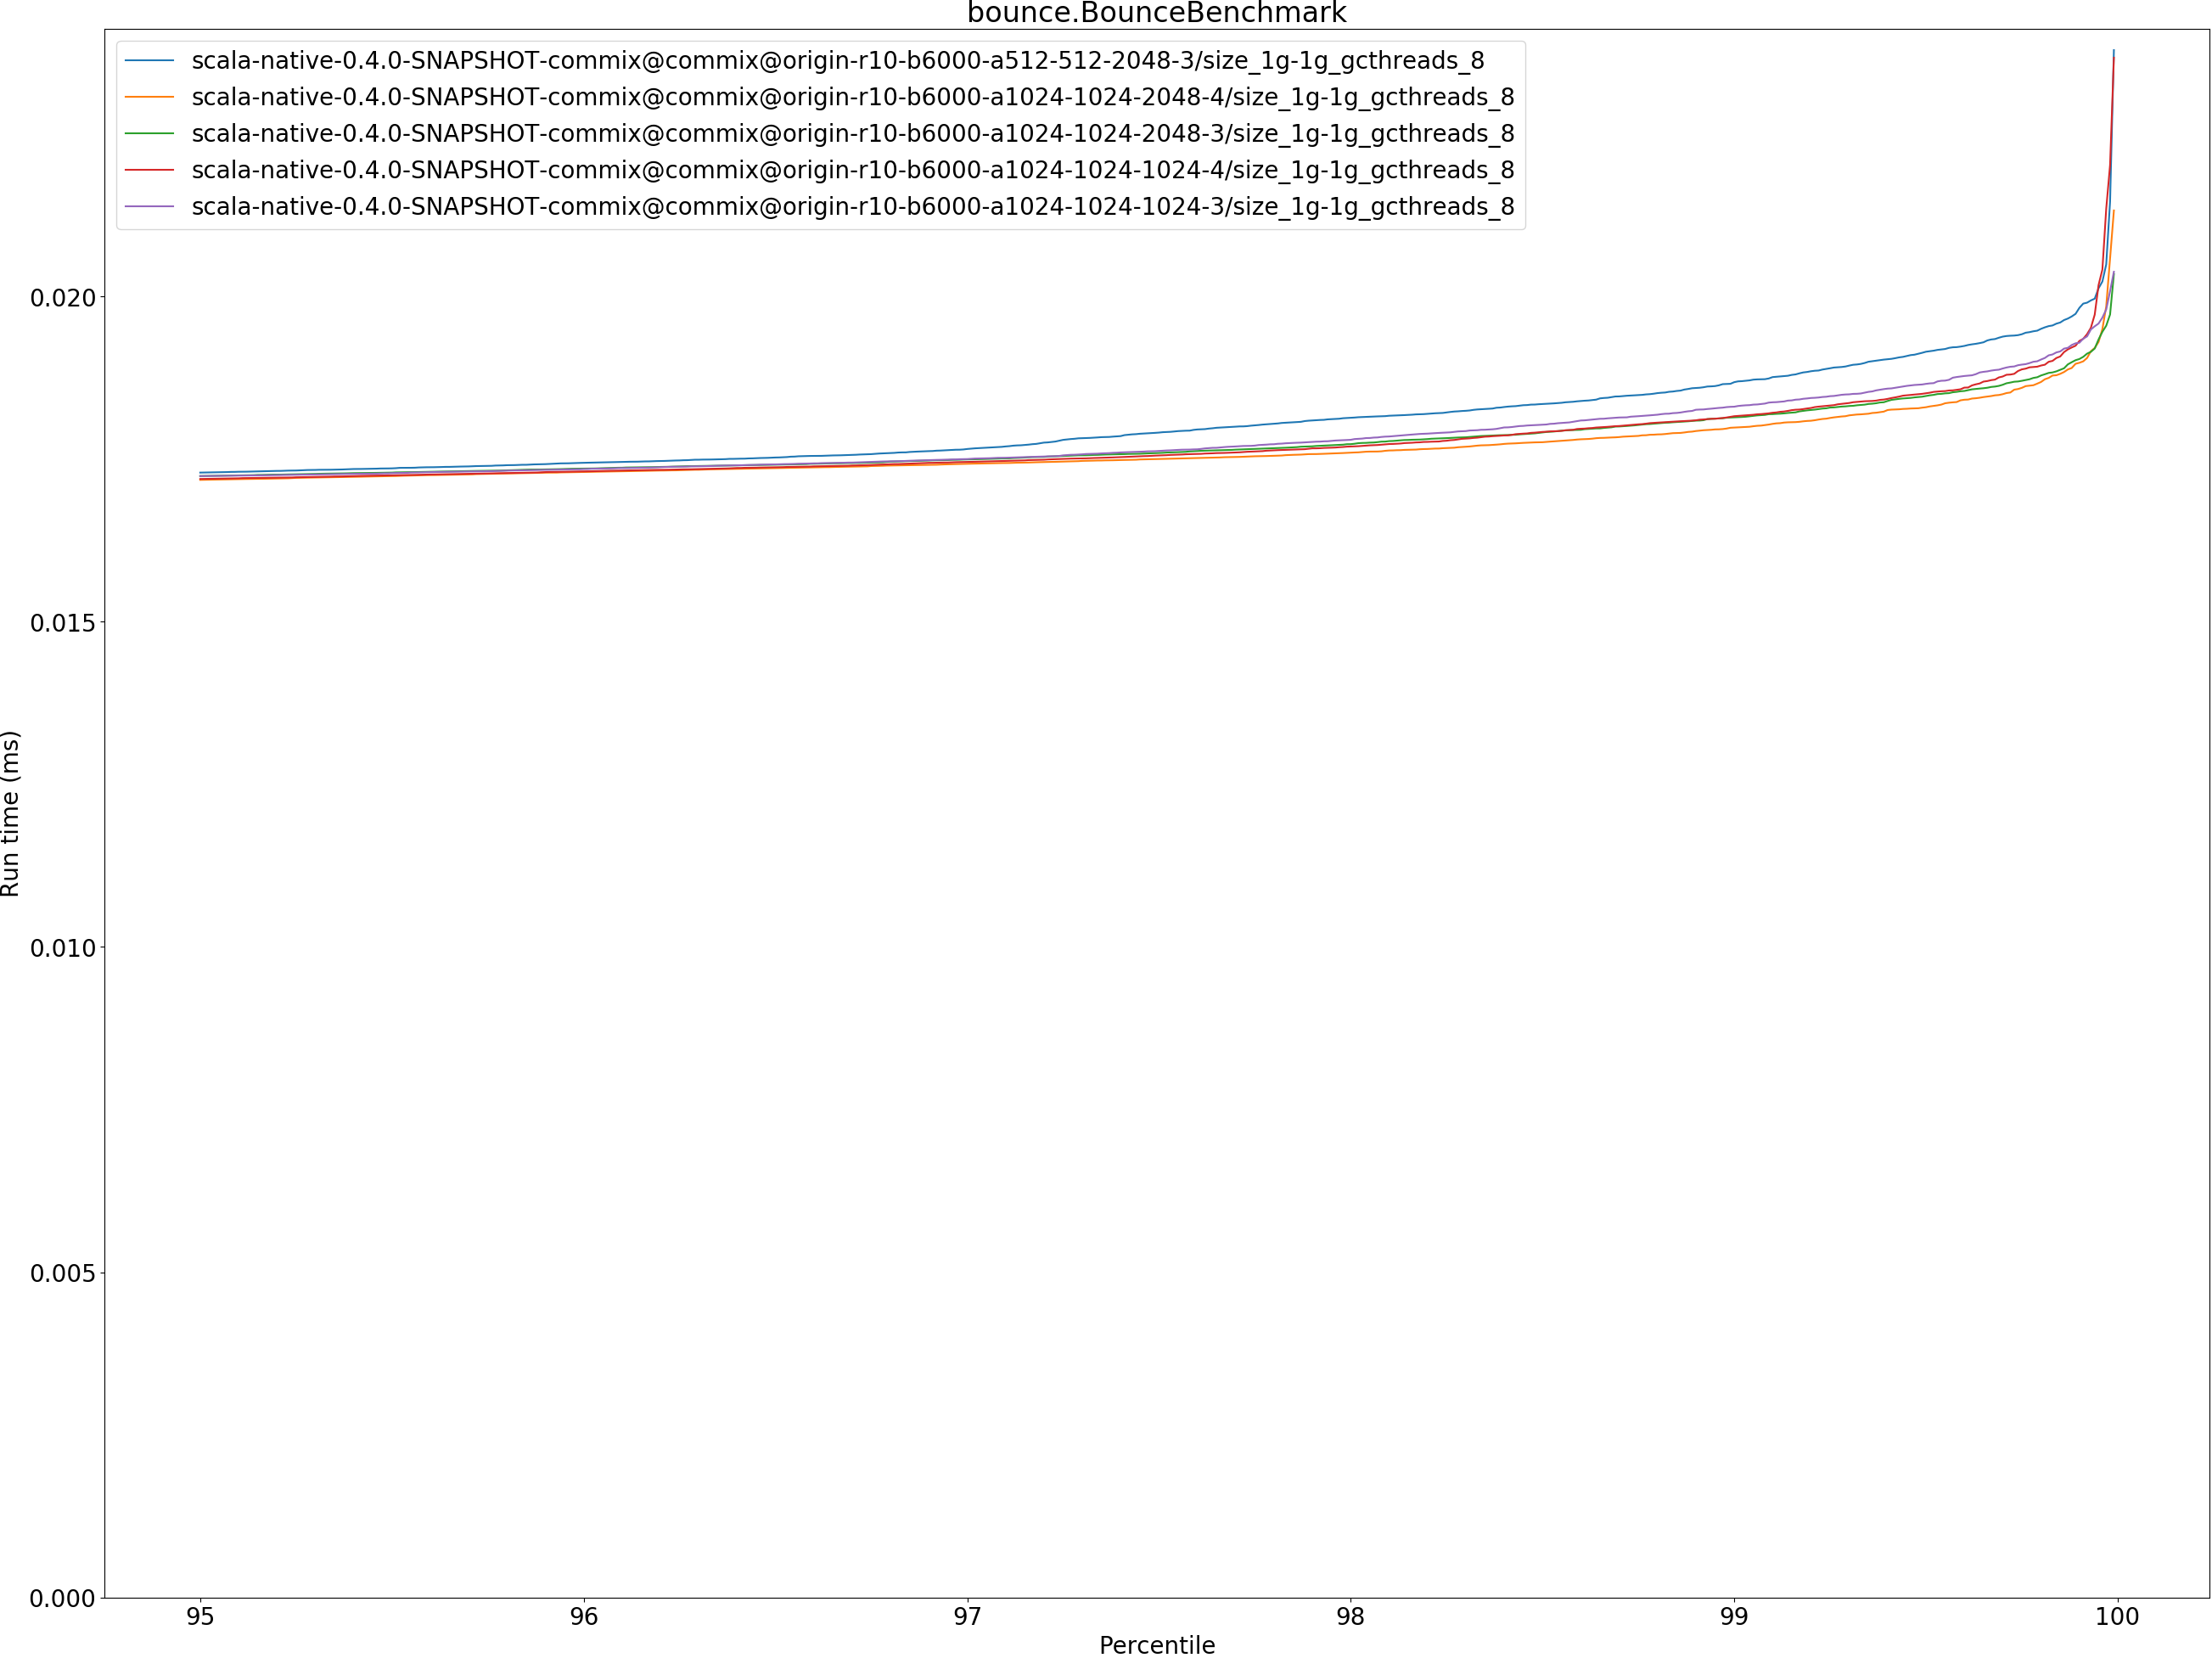 bounce.BounceBenchmark
scala-native-0.4.0-SNAPSHOT-commix@commix@origin-r10-b6000-a512-512-2048-3/size_1g-1g_gcthreads_8
scala-native-0.4.0-SNAPSHOT-commix@commix@origin-r10-b6000-a1024-1024-2048-4/size_1g-1g_gcthreads_8
scala-native-0.4.0-SNAPSHOT-commix@commix@origin-r10-b6000-a1024-1024-2048-3/size_1g-1g_gcthreads_8
scala-native-0.4.0-SNAPSHOT-commix@commix@origin-r10-b6000-a1024-1024-1024-4/size_1g-1g_gcthreads_8
scala-native-0.4.0-SNAPSHOT-commix@commix@origin-r10-b6000-a1024-1024-1024-3/size_1g-1g_gcthreads_8
0.020
0.015
0.010
0.005
0.000
Run time (ms)
95 96 97 98 99 100
Percentile